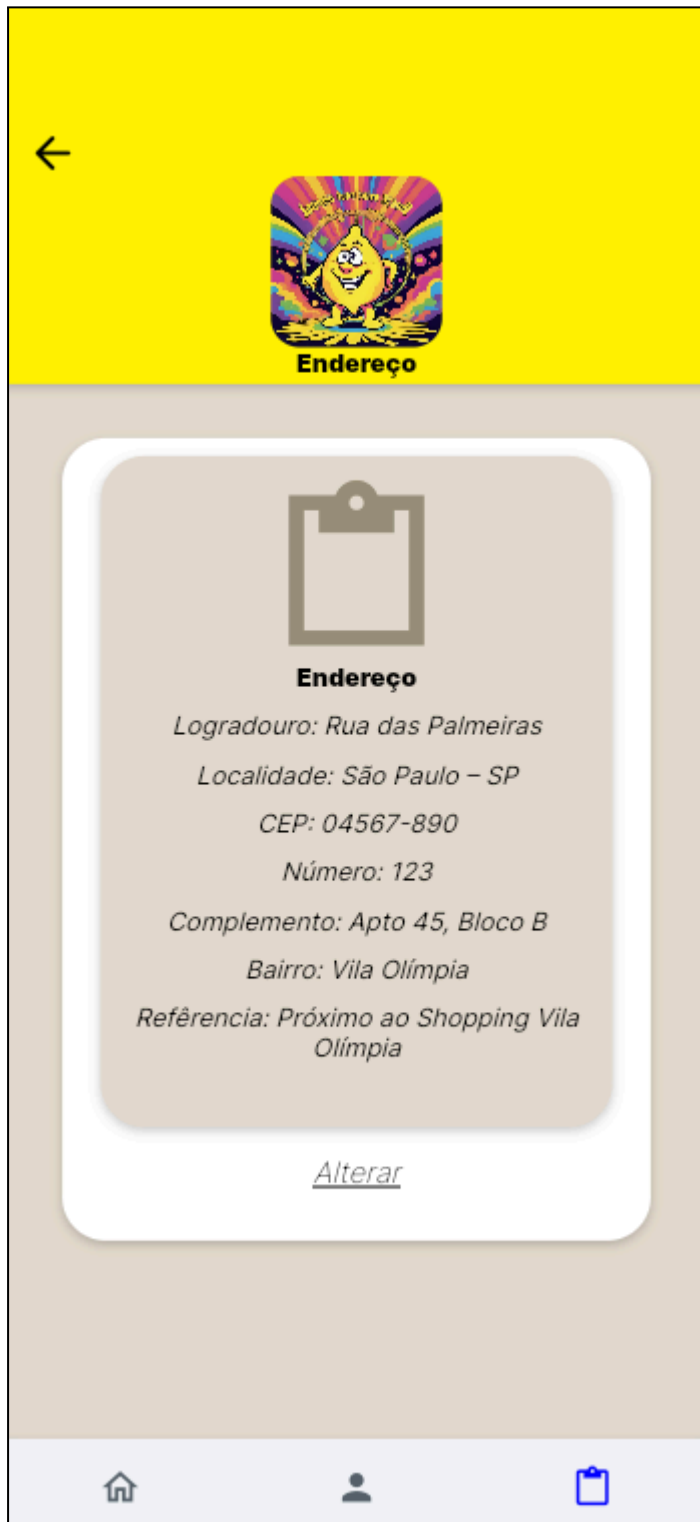 Endereço
Endereço
Logradouro: Rua das Palmeiras
Localidade: São Paulo – SP
CEP: 04567-890
Número: 123
Complemento: Apto 45, Bloco B
Bairro: Vila Olímpia
Refêrencia: Próximo ao Shopping Vila
Olímpia
Alterar